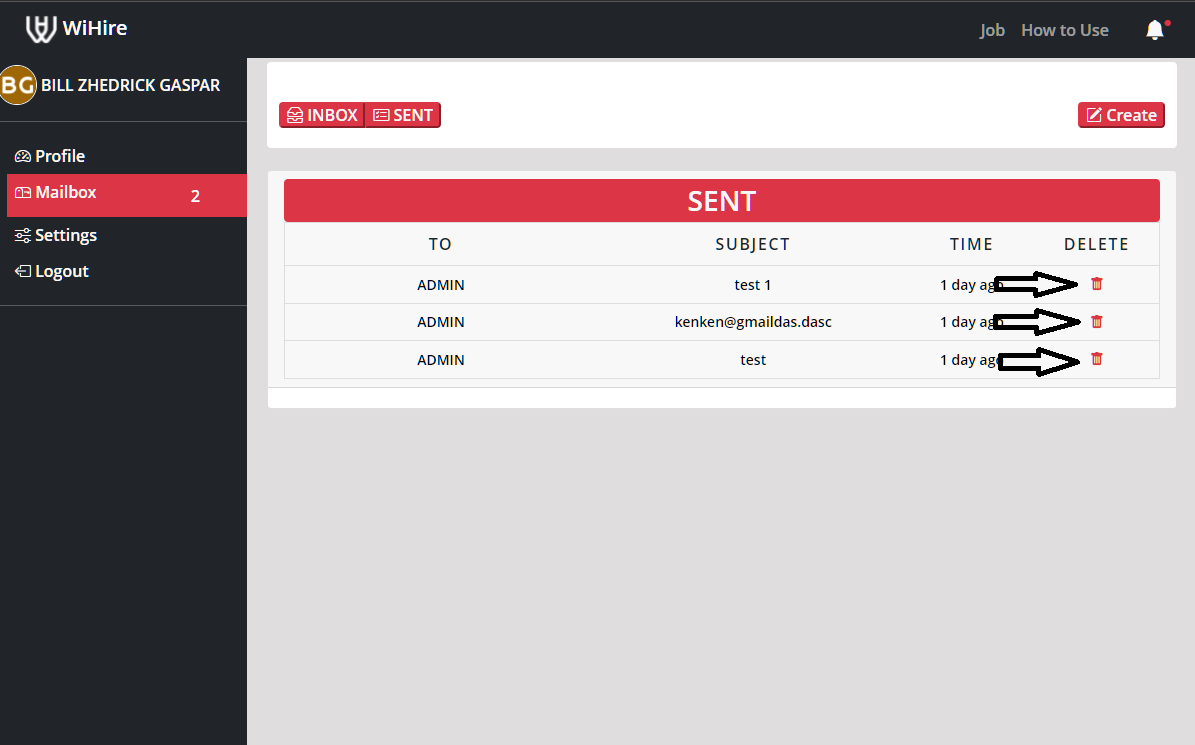 WiHire
Job How to Use
BG BILL ZHEDRICK GASPAR
Profile
Mailbox 2
Settings
Logout
INBOX SENT Create
SENT
TO SUBJECT TIME DELETE
ADMIN test 1 1 day ago
ADMIN kenken@gmaildas.dasc 1 day ago
ADMIN test 1 day ago